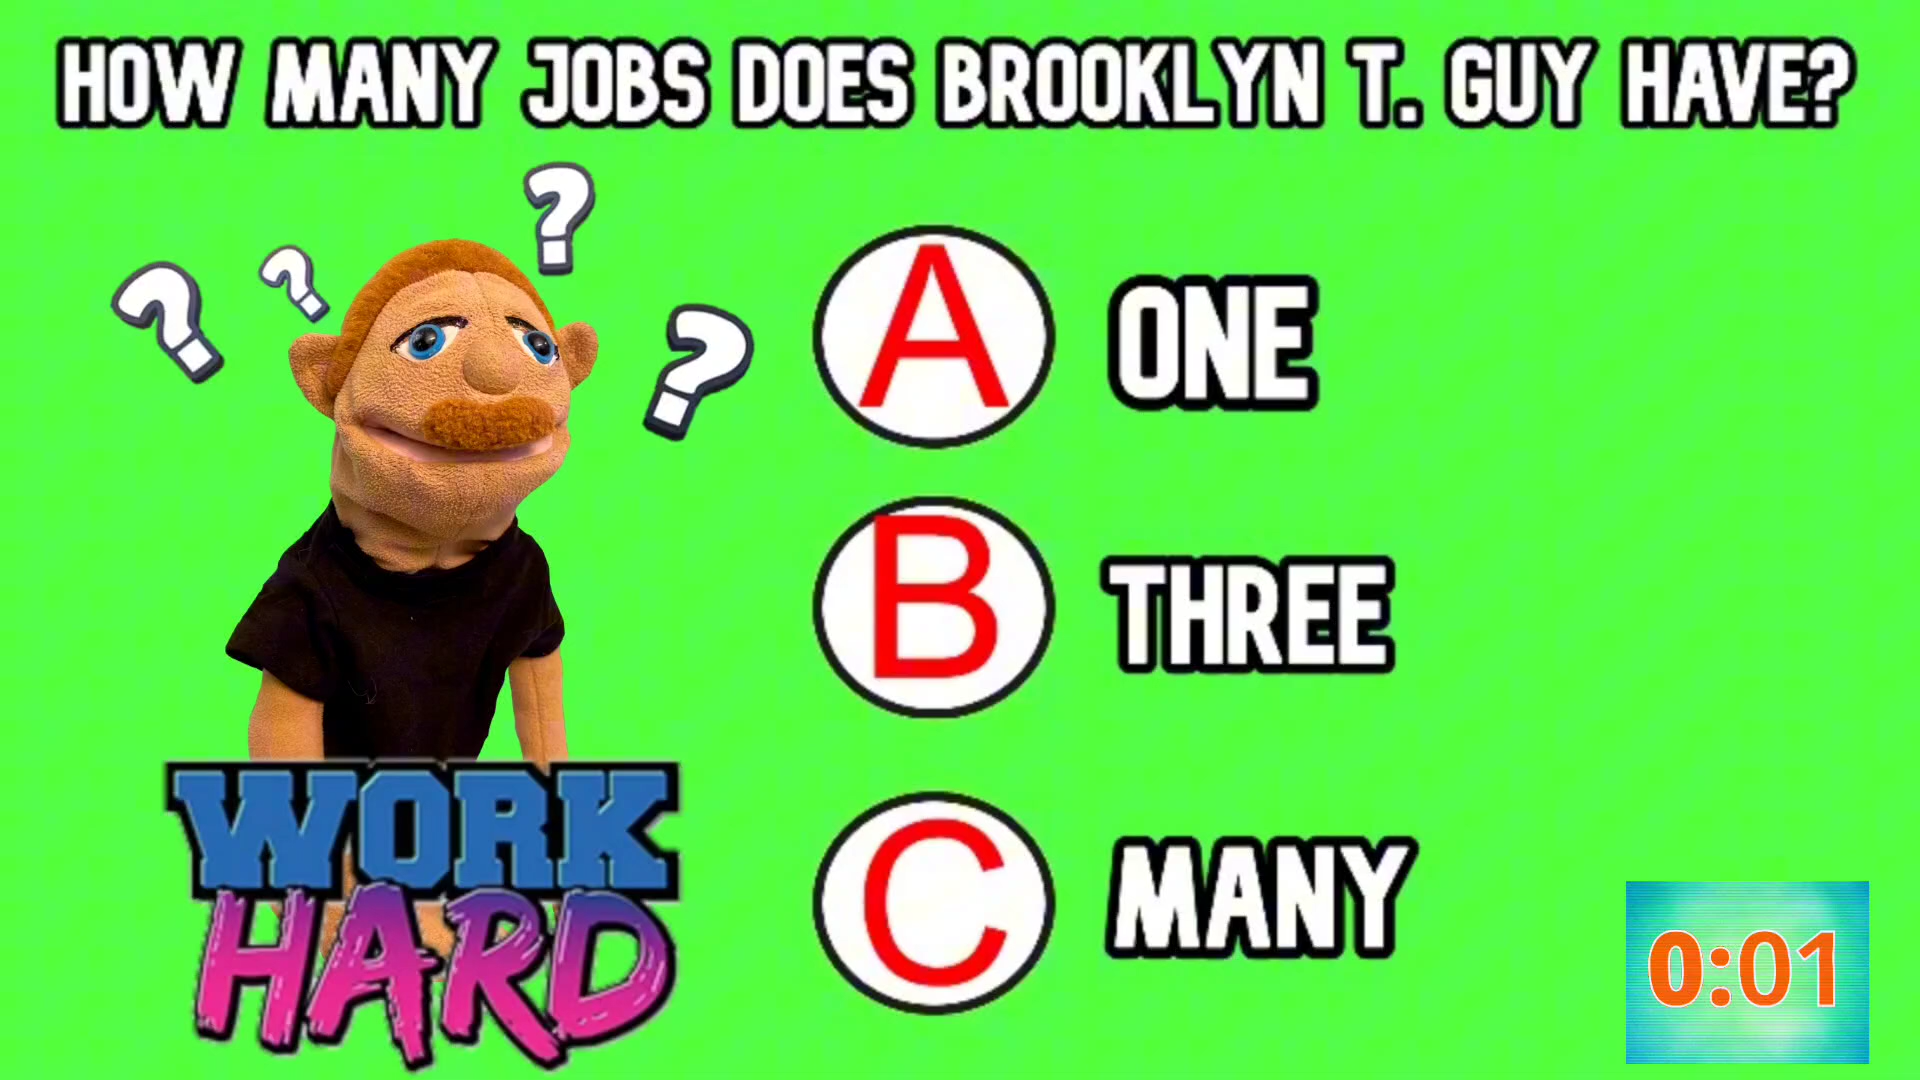 HOW MANY JOBS DOES BROOKLYN T. GUY HAVE?
? ? ? ?
A ONE
B THREE
C MANY
WORK
HARD
0:01